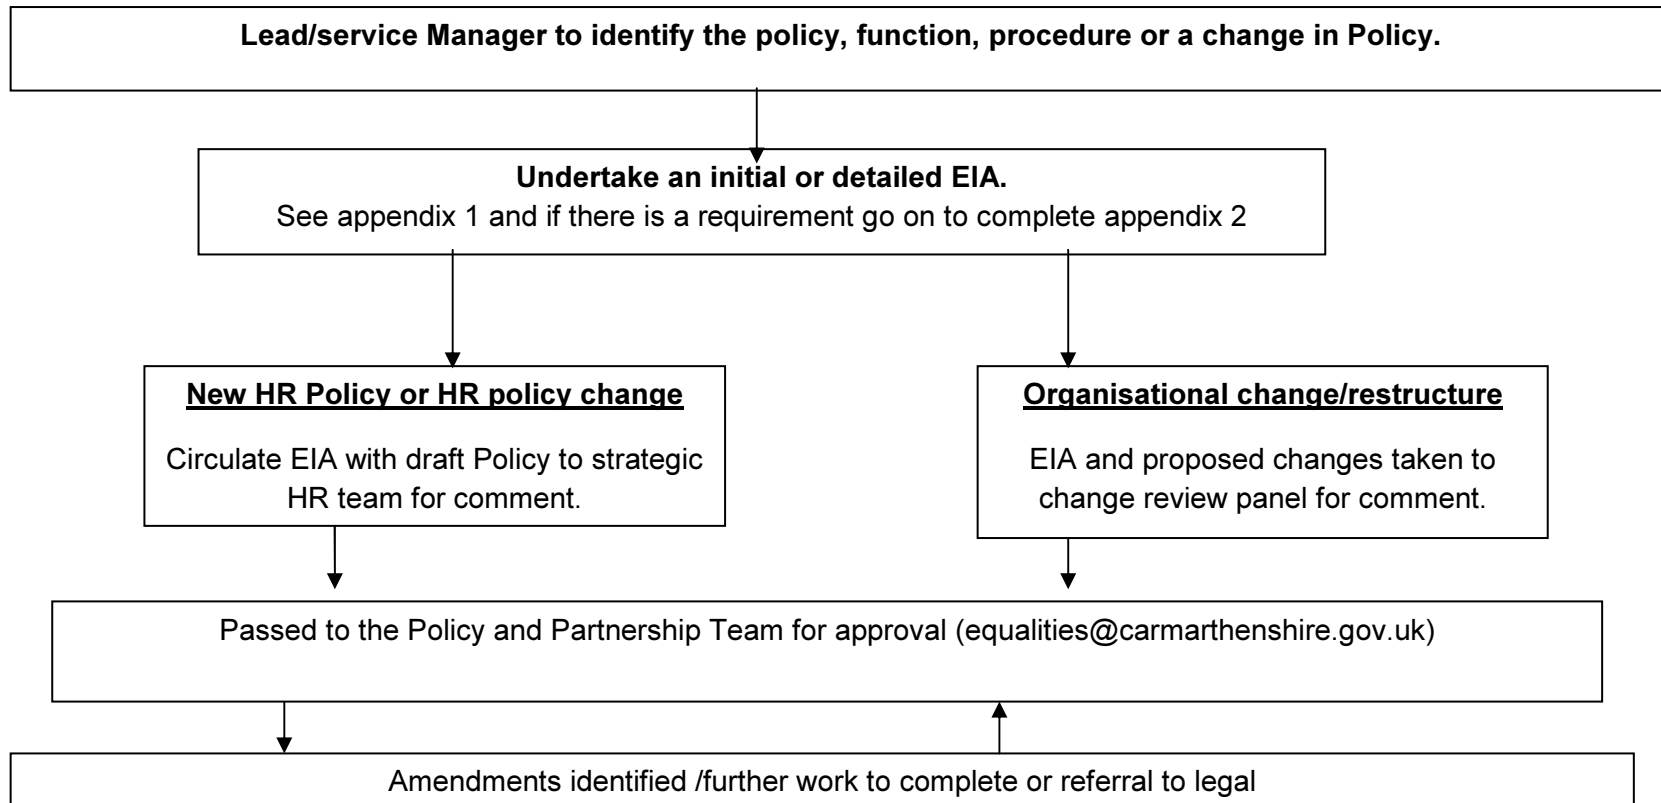 Lead/service Manager to identify the policy, function, procedure or a change in Policy.
Undertake an initial or detailed EIA.
See appendix 1 and if there is a requirement go on to complete appendix 2
New HR Policy or HR policy change
Circulate EIA with draft Policy to strategic
HR team for comment.
Organisational change/restructure
EIA and proposed changes taken to
change review panel for comment.
Passed to the Policy and Partnership Team for approval (equalities@carmarthenshire.gov.uk)
Amendments identified /further work to complete or referral to legal